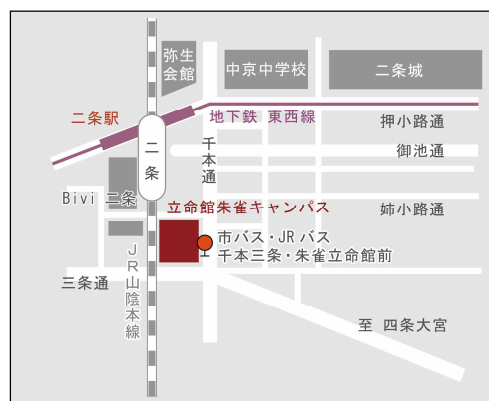 弥生
会館
中京中学校
二条城
二条駅
地下鉄 東西線
押小路通
二条
千本通
御池通
Bivi 二条
姉小路通
立命館朱雀キャンパス
市バス・JRバス
千本三条・朱雀立命館前
三条通
JR山陰本線
至 四条大宮